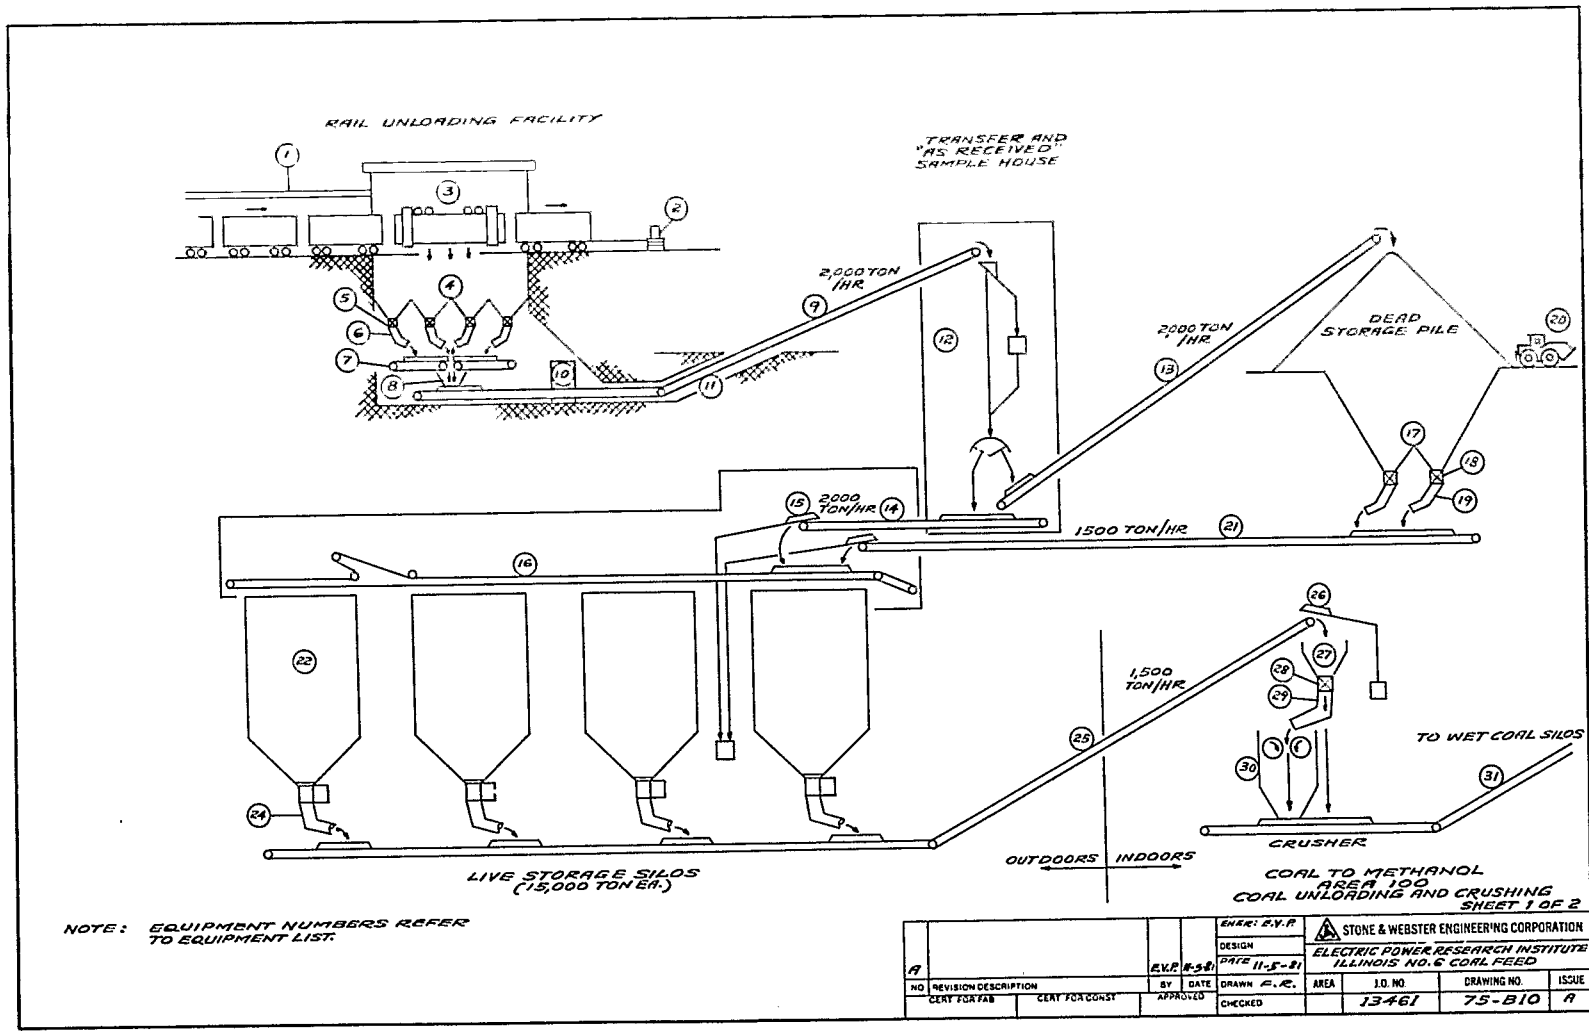 RAIL UNLOADING FACILITY
TRANSFER AND
"AS RECEIVED"
SAMPLE HOUSE
1
3
2
4
5
6
7
8
10
9
11
2,000 TON
/HR
12
2000 TON
/HR
13
DEAD
STORAGE PILE
20
17
18
19
15
2000
TON/HR
14
1500 TON/HR
21
16
22
24
LIVE STORAGE SILOS
(15,000 TON EA.)
25
1,500
TON/HR
26
27
28
29
30
31
TO WET COAL SILOS
CRUSHER
OUTDOORS
INDOORS
COAL TO METHANOL
AREA 100
COAL UNLOADING AND CRUSHING
SHEET 1 OF 2
NOTE: EQUIPMENT NUMBERS REFER
TO EQUIPMENT LIST.
A
E.V.P. 11-5-81
NO REVISION DESCRIPTION BY DATE
CERT FOR FAB CERT FOR CONST APPROVED
ENGR: E.V.P.
DESIGN
DATE 11-5-81
DRAWN F.R.
CHECKED
STONE & WEBSTER ENGINEERING CORPORATION
ELECTRIC POWER RESEARCH INSTITUTE
ILLINOIS NO. 6 COAL FEED
AREA J.O. NO. DRAWING NO. ISSUE
13461 75-B10 A